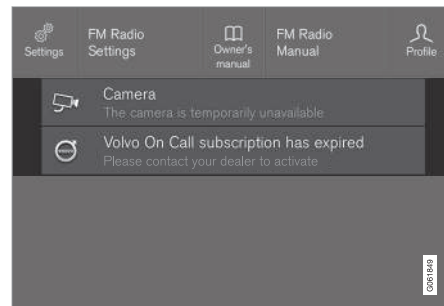 Settings
FM Radio
Settings
Owner's
manual
FM Radio
Manual
Profile
Camera
The camera is temporarily unavailable
Volvo On Call subscription has expired
Please contact your dealer to activate
G061849